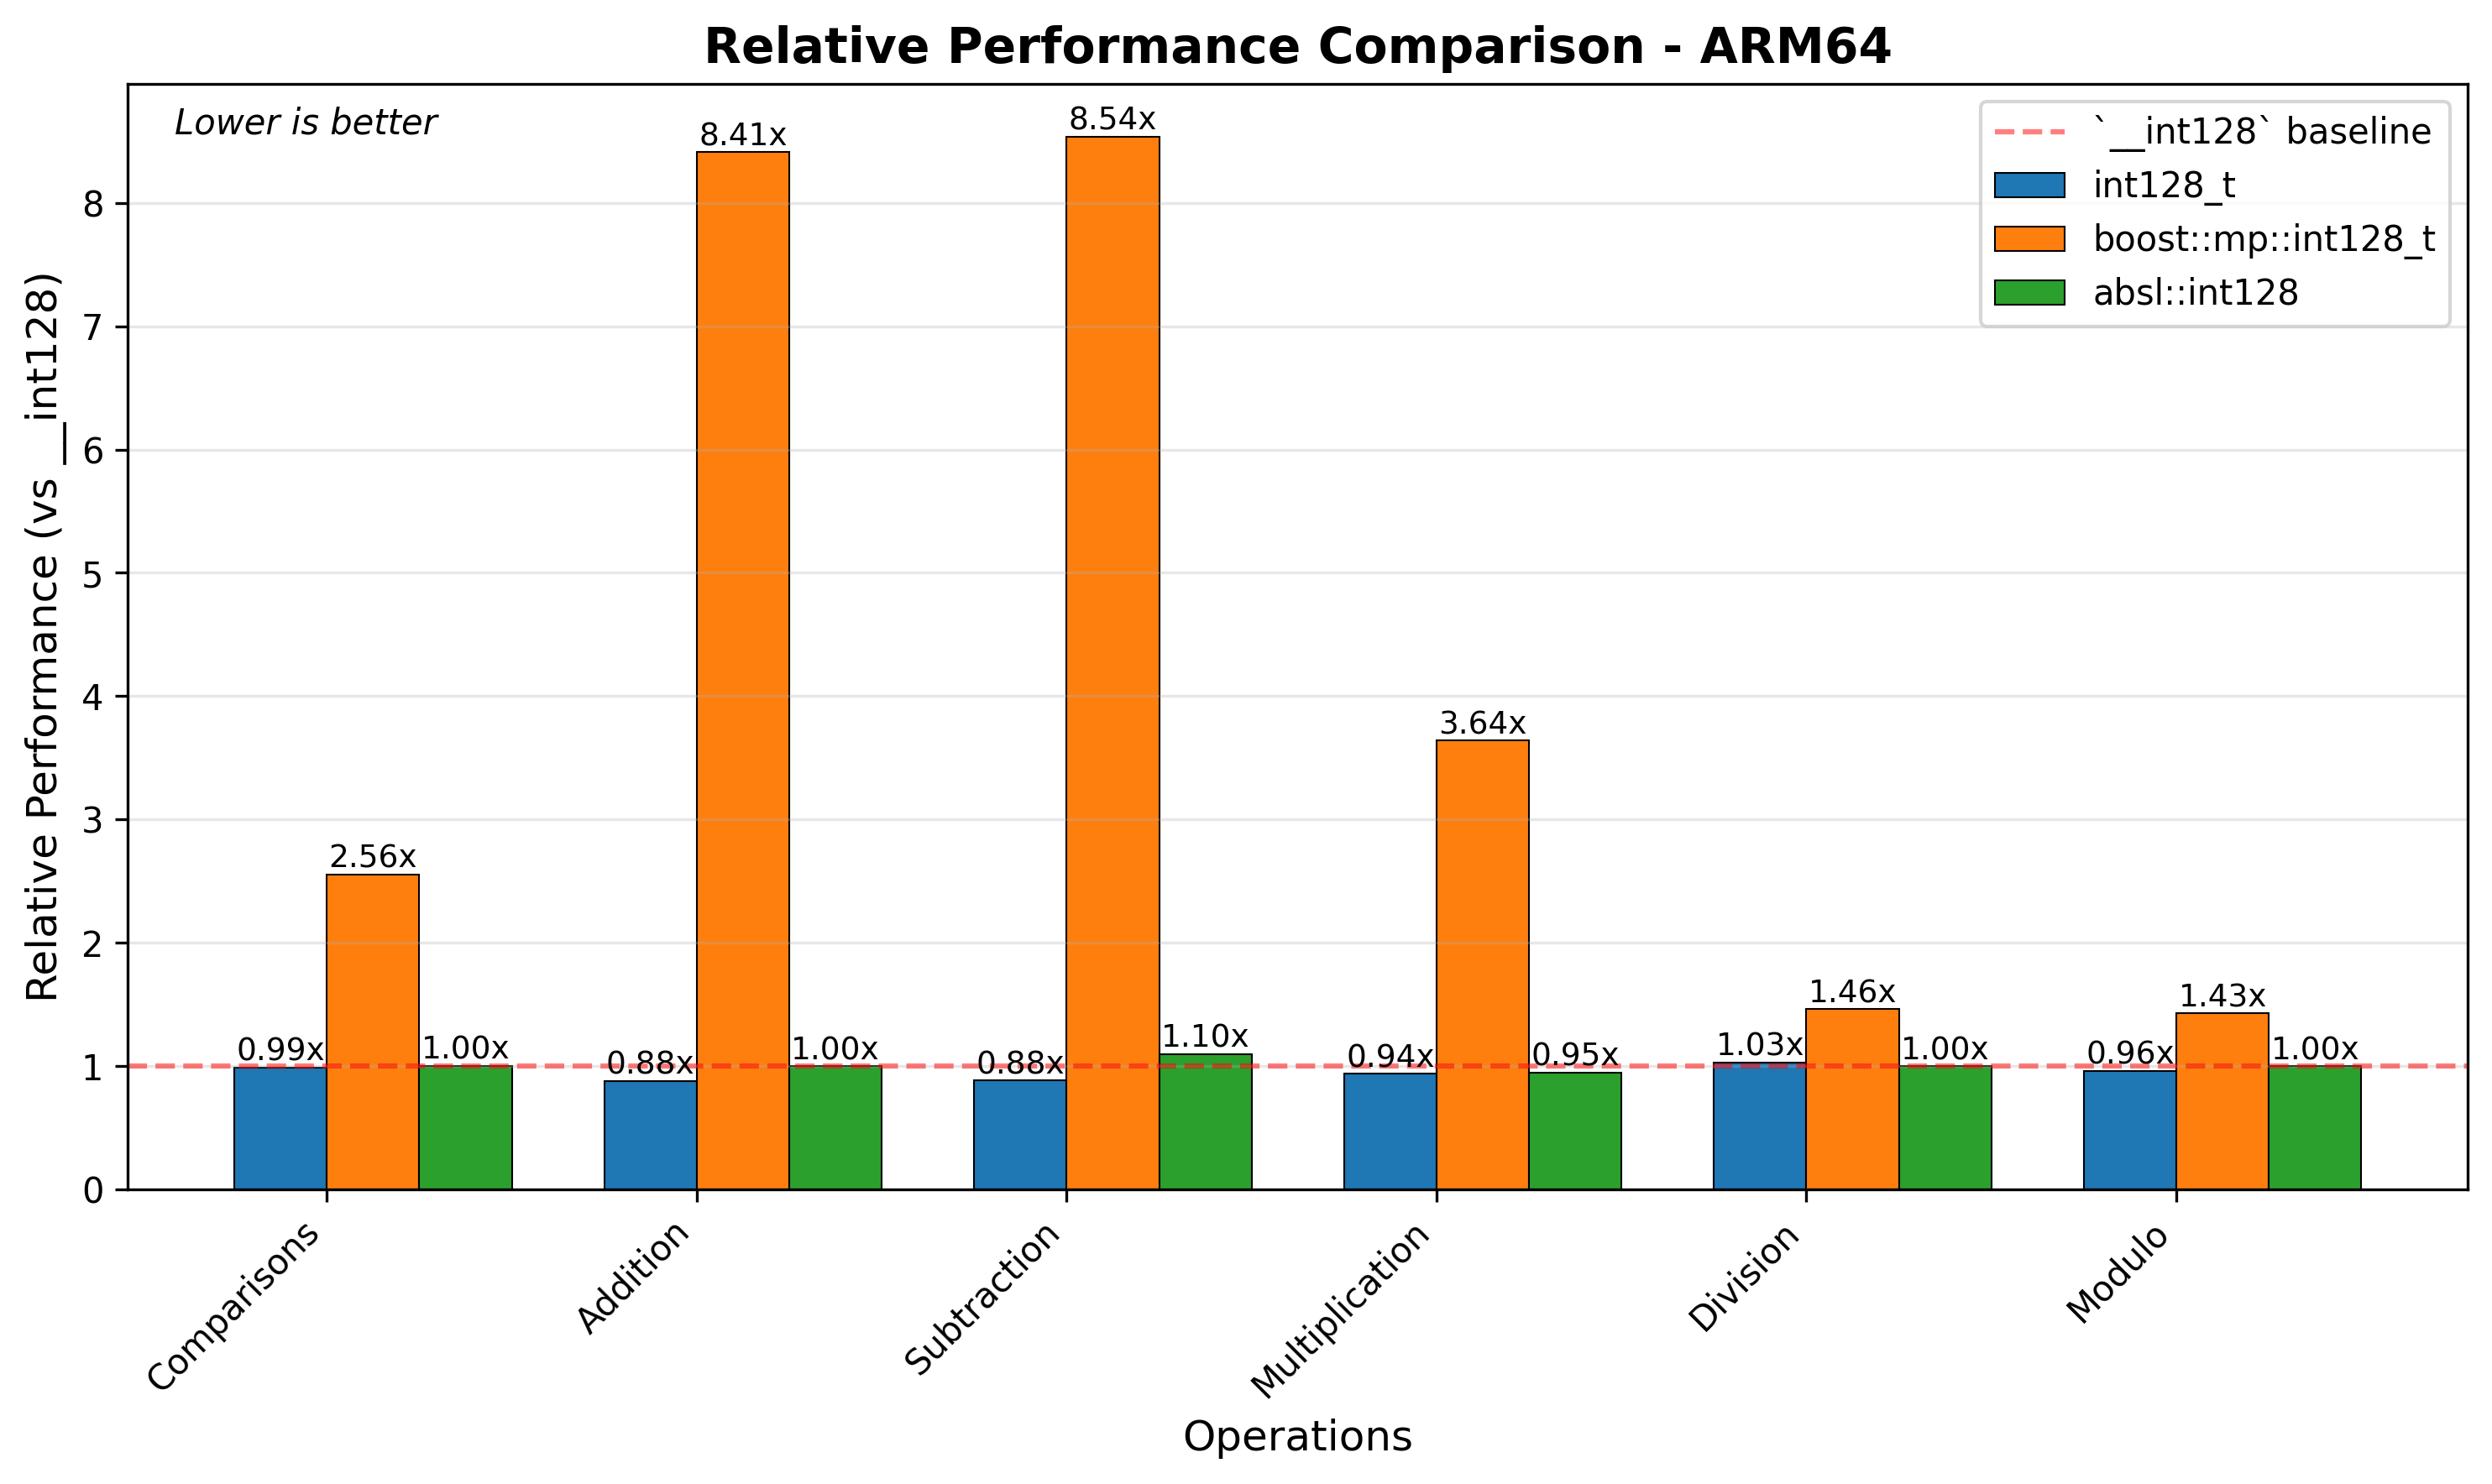 Relative Performance Comparison - ARM64
Lower is better
`__int128` baseline
int128_t
boost::mp::int128_t
absl::int128
Relative Performance (vs __int128)
8
7
6
5
4
3
2
1
0
0.99x
2.56x
1.00x
0.88x
8.41x
1.00x
0.88x
8.54x
1.10x
0.94x
3.64x
0.95x
1.03x
1.46x
1.00x
0.96x
1.43x
1.00x
Comparisons
Addition
Subtraction
Multiplication
Division
Modulo
Operations